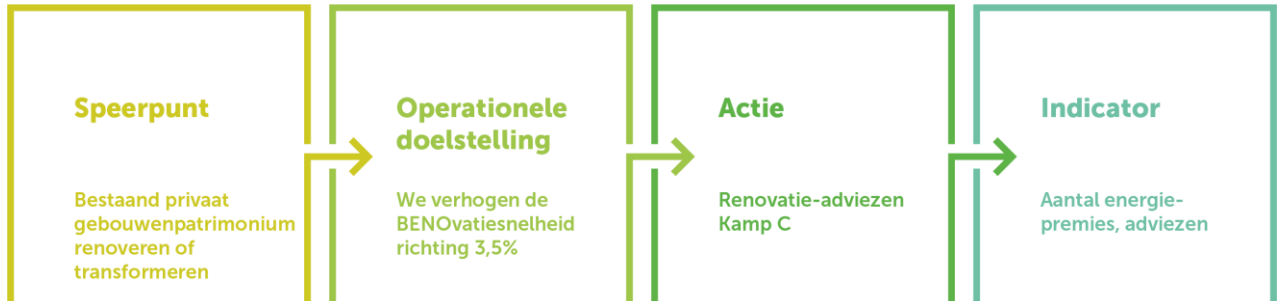 Speerpunt
Bestaand privaat
gebouwenpatrimonium
renoveren of
transformeren
Operationele
doelstelling
We verhogen de
BENOvatiesnelheid
richting 3,5%
Actie
Renovatie-adviezen
Kamp C
Indicator
Aantal energie-
premies, adviezen